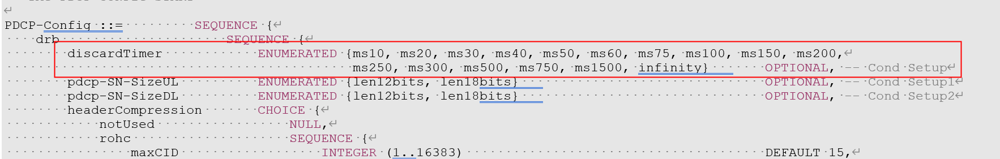 PDCP-Config ::= SEQUENCE {
drb SEQUENCE {
discardTimer ENUMERATED {ms10, ms20, ms30, ms40, ms50, ms60, ms75, ms100, ms150, ms200,
ms250, ms300, ms500, ms750, ms1500, infinity} OPTIONAL, -- Cond Setup
pdcp-SN-SizeUL ENUMERATED {len12bits, len18bits} OPTIONAL, -- Cond Setup1
pdcp-SN-SizeDL ENUMERATED {len12bits, len18bits} OPTIONAL, -- Cond Setup2
headerCompression CHOICE {
notUsed NULL,
rohc SEQUENCE {
maxCID INTEGER (1..16383) DEFAULT 15,